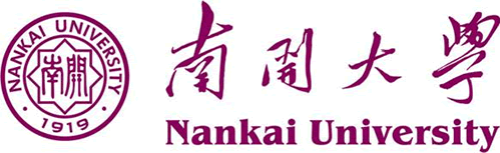 NANKAI UNIVERSITY
南開
1919
南開大學
Nankai University